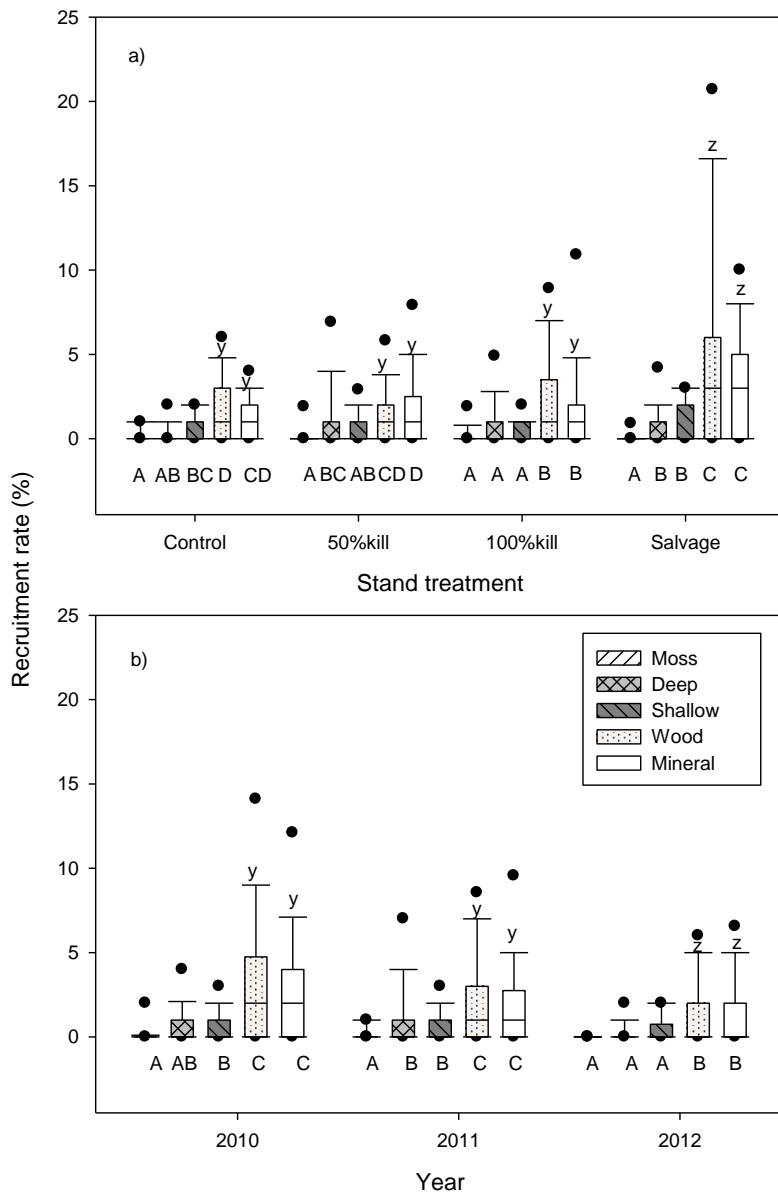 Recruitment rate (%)
a)
25
20
15
10
5
0
y
y
y
y
y
y
z
z
A AB BC D CD
A BC AB CD D
A A A B B
A B B C C
Control 50%kill 100%kill Salvage
Stand treatment
b)
25
20
15
10
5
0
Moss
Deep
Shallow
Wood
Mineral
y
y
y
y
z
z
A AB B C C
A B B C C
A A A B B
2010 2011 2012
Year